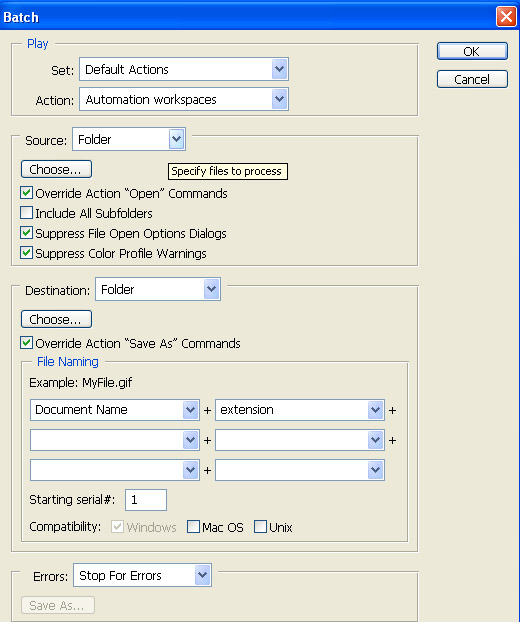 Batch
Play
OK
Set: Default Actions
Cancel
Action: Automation workspaces
Source: Folder
Choose...
Specify files to process
Override Action “Open” Commands
Include All Subfolders
Suppress File Open Options Dialogs
Suppress Color Profile Warnings
Destination: Folder
Choose...
Override Action “Save As” Commands
File Naming
Example: MyFile.gif
Document Name + extension +
+ +
+
Starting serial#: 1
Compatibility: Windows Mac OS Unix
Errors: Stop For Errors
Save As...